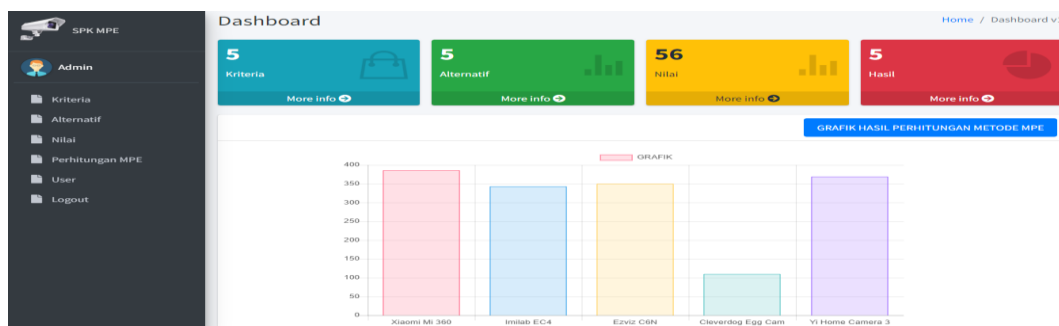 SPK MPE
Admin
Kriteria
Alternatif
Nilai
Perhitungan MPE
User
Logout
Dashboard
Home / Dashboard v1
5
Kriteria
More info
5
Alternatif
More info
56
Nilai
More info
5
Hasil
More info
GRAFIK HASIL PERHITUNGAN METODE MPE
GRAFIK
400
350
300
250
200
150
100
50
0
Xiaomi Mi 360
Imilab EC4
Ezviz C6N
Cleverdog Egg Cam
Yi Home Camera 3